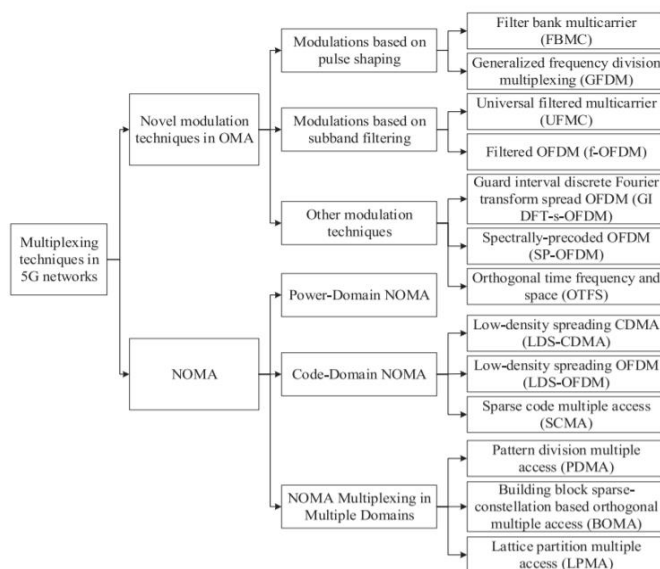 Multiplexing
techniques in
5G networks
Novel modulation
techniques in OMA
Modulations based on
pulse shaping
Filter bank multicarrier
(FBMC)
Generalized frequency division
multiplexing (GFDM)
Modulations based on
subband filtering
Universal filtered multicarrier
(UFMC)
Filtered OFDM (f-OFDM)
Other modulation
techniques
Guard interval discrete Fourier
transform spread OFDM (GI
DFT-s-OFDM)
Spectrally-precoded OFDM
(SP-OFDM)
Orthogonal time frequency and
space (OTFS)
NOMA
Power-Domain NOMA
Code-Domain NOMA
Low-density spreading CDMA
(LDS-CDMA)
Low-density spreading OFDM
(LDS-OFDM)
Sparse code multiple access
(SCMA)
NOMA Multiplexing in
Multiple Domains
Pattern division multiple
access (PDMA)
Building block sparse-
constellation based orthogonal
multiple access (BOMA)
Lattice partition multiple
access (LPMA)